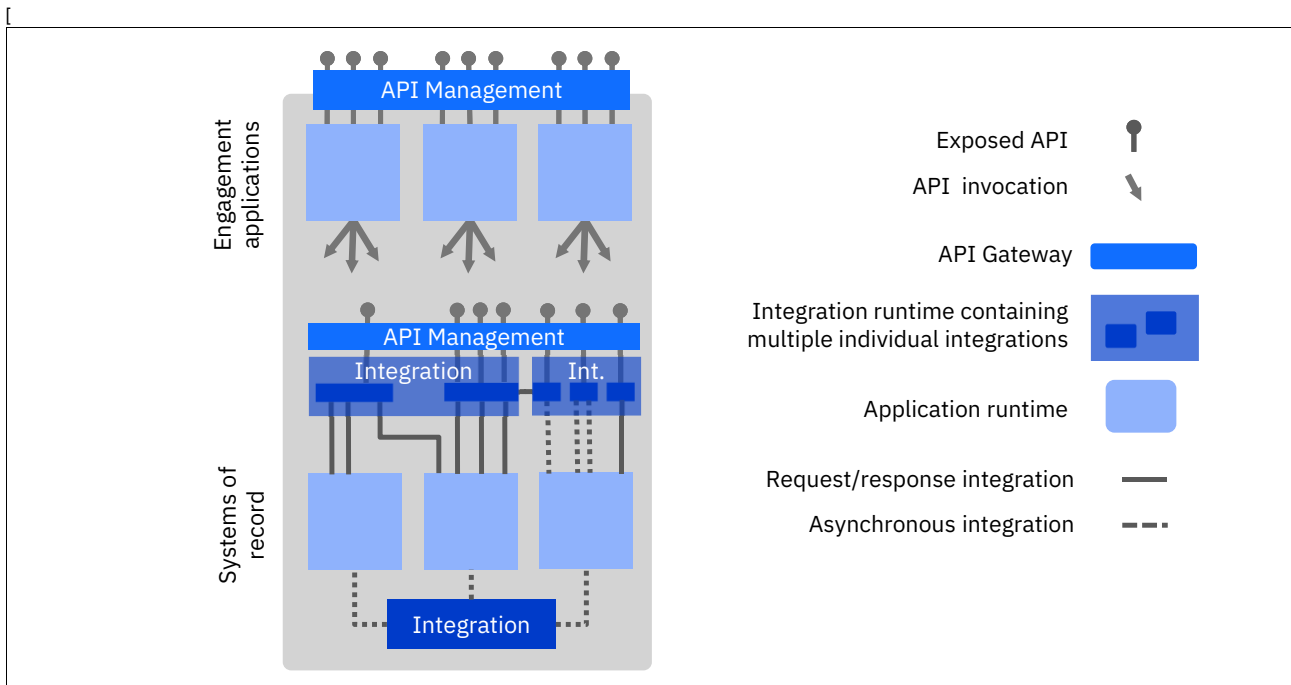 [
API Management
Engagement
applications
API Management
Integration
Int.
Systems of
record
Integration
Exposed API
API invocation
API Gateway
Integration runtime containing
multiple individual integrations
Application runtime
Request/response integration
Asynchronous integration